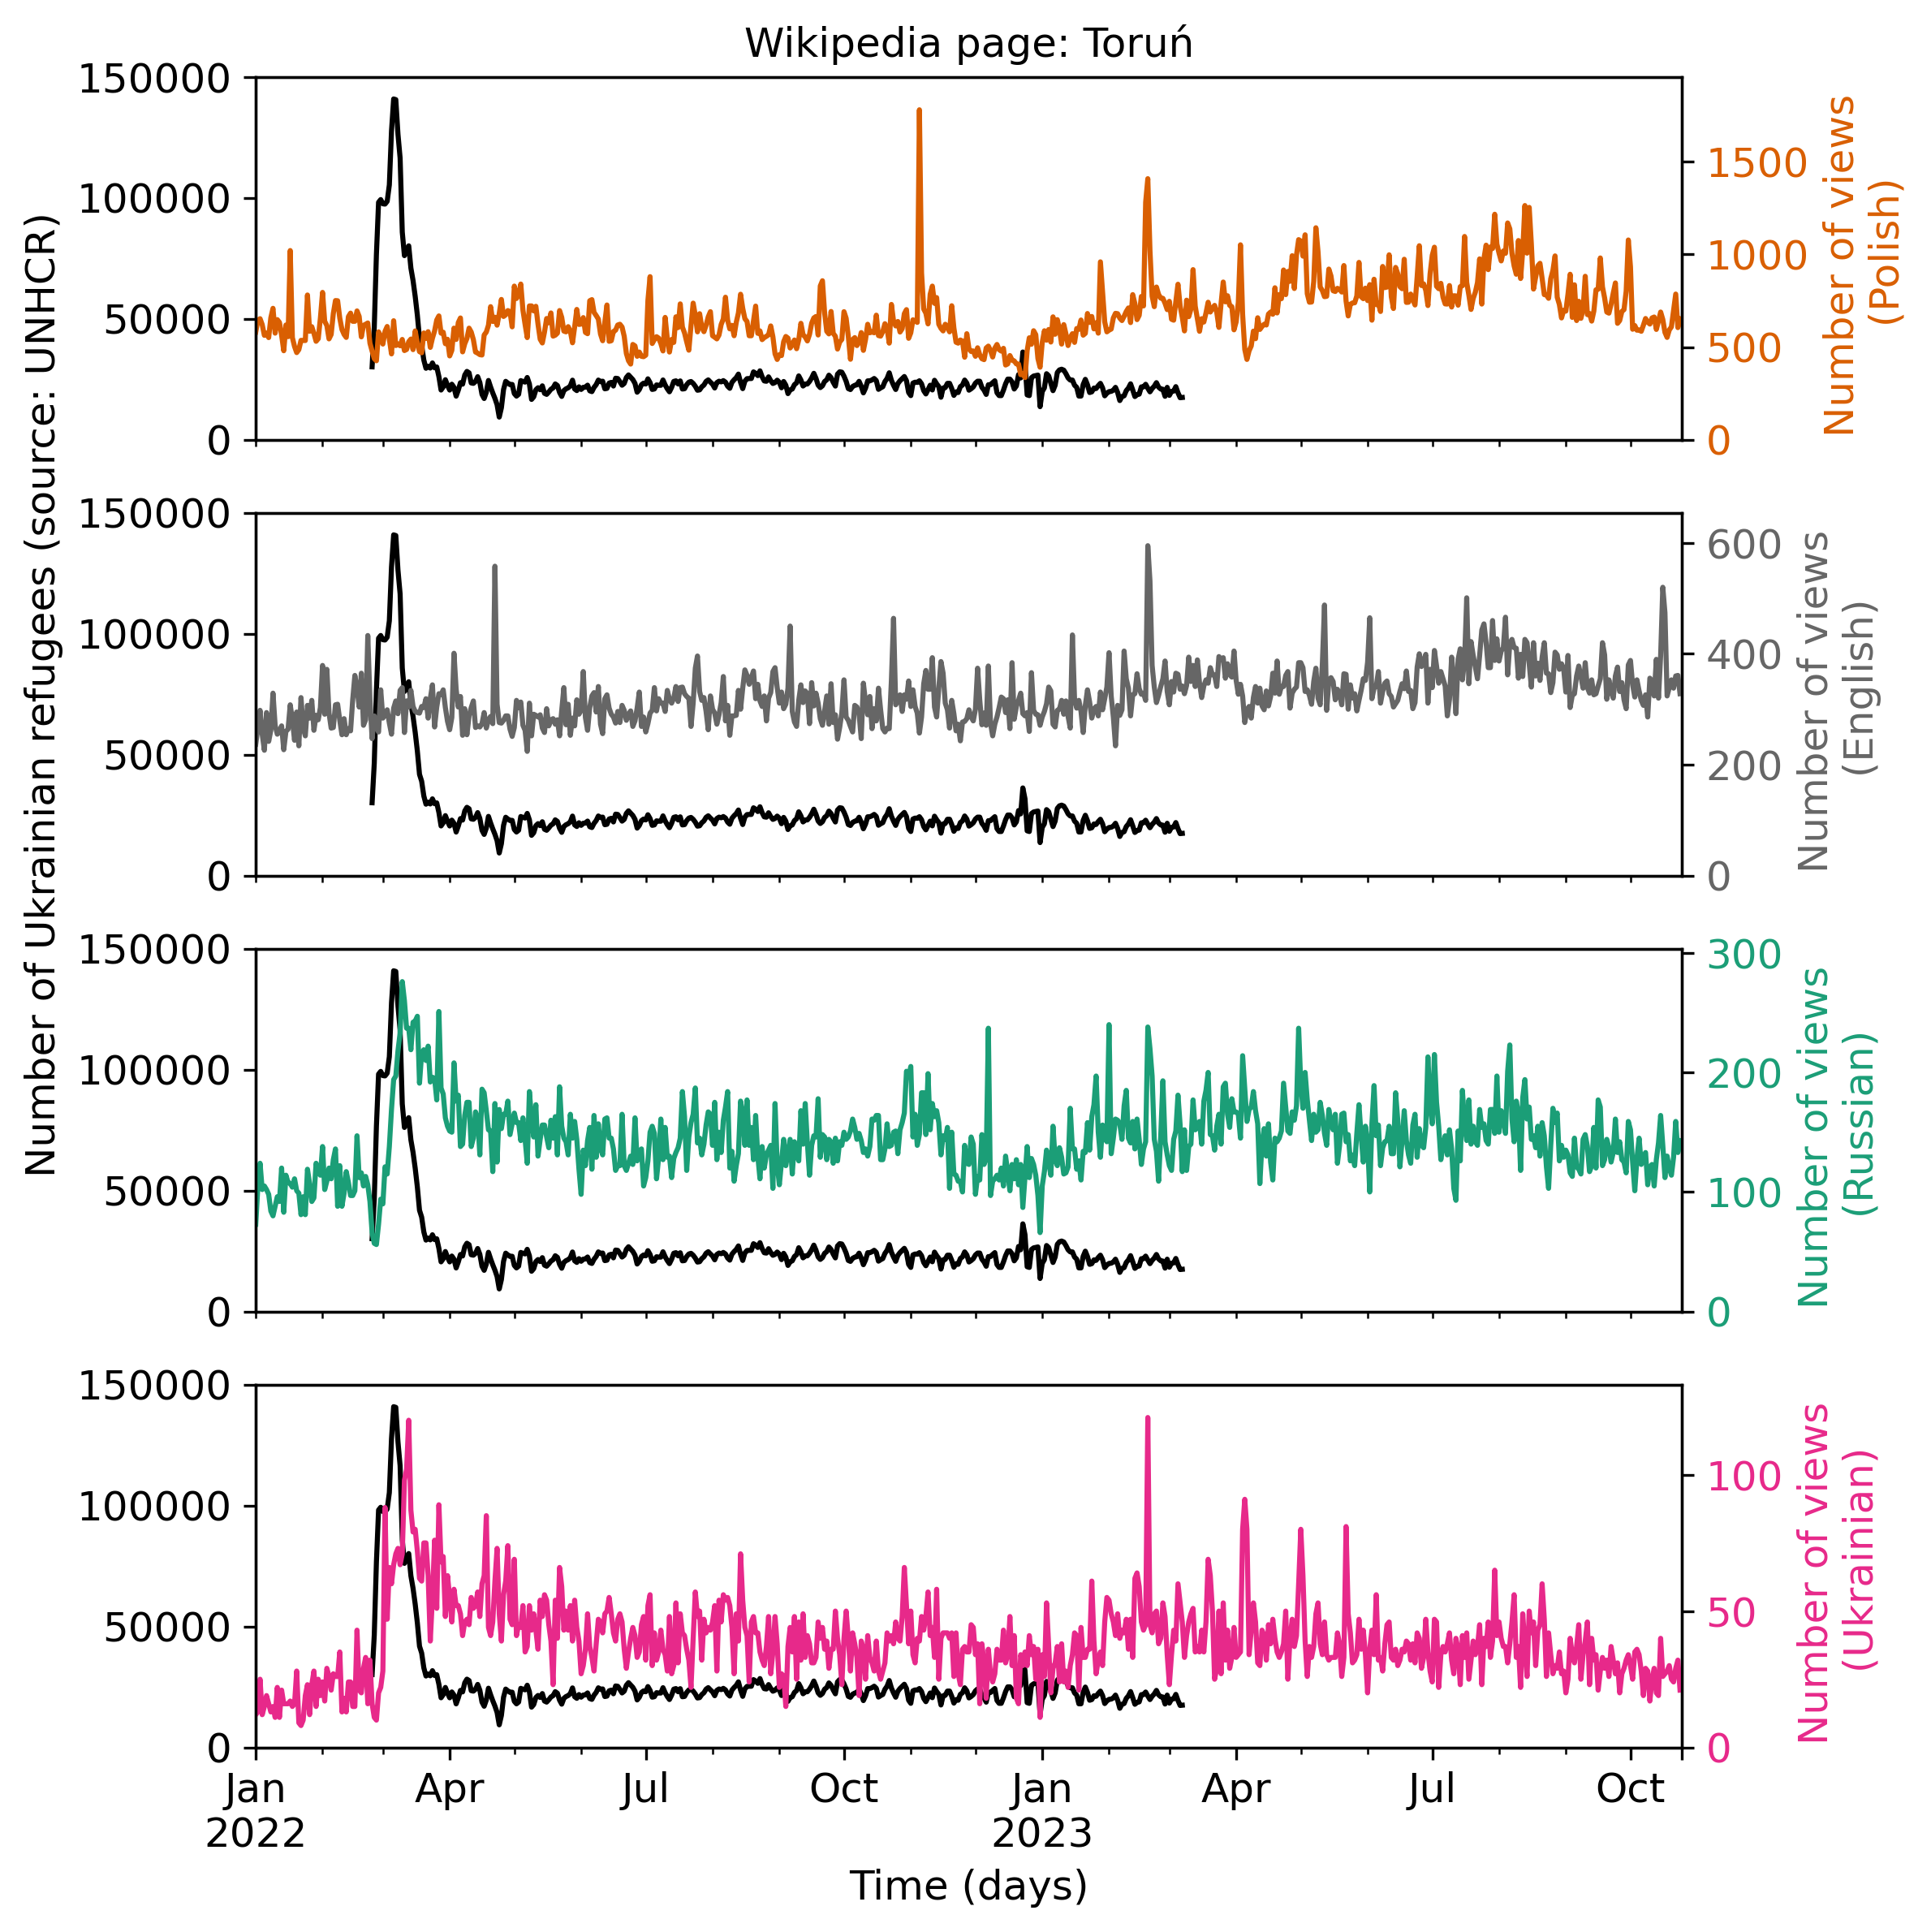 Wikipedia page: Toruń
Number of Ukrainian refugees (source: UNHCR)
150000
100000
50000
0
1500
1000
500
0
Number of views
(Polish)
150000
100000
50000
0
600
400
200
0
Number of views
(English)
150000
100000
50000
0
300
200
100
0
Number of views
(Russian)
150000
100000
50000
0
100
50
0
Number of views
(Ukrainian)
Jan Apr Jul Oct Jan Apr Jul Oct
2022 2023
Time (days)